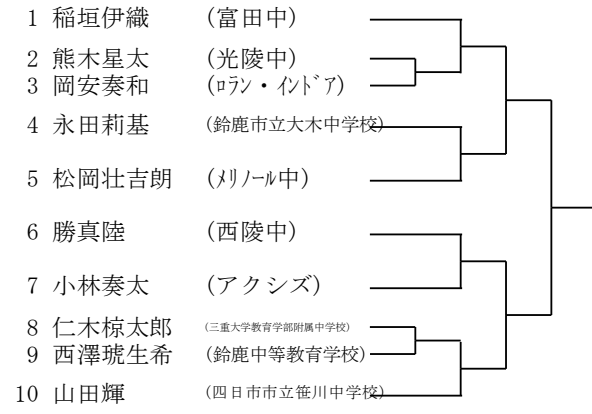 1 稲垣伊織 (富田中)
2 熊木星太 (光陵中)
3 岡安奏和 (ﾛﾗﾝ・ｲﾝﾄﾞｱ)
4 永田莉基 (鈴鹿市立大木中学校)
5 松岡壮吉朗 (ﾒﾘﾉｰﾙ中)
6 勝真陸 (西陵中)
7 小林奏太 (アクシズ)
8 仁木椋太郎 (三重大学教育学部附属中学校)
9 西澤琥生希 (鈴鹿中等教育学校)
10 山田輝 (四日市市立笹川中学校)